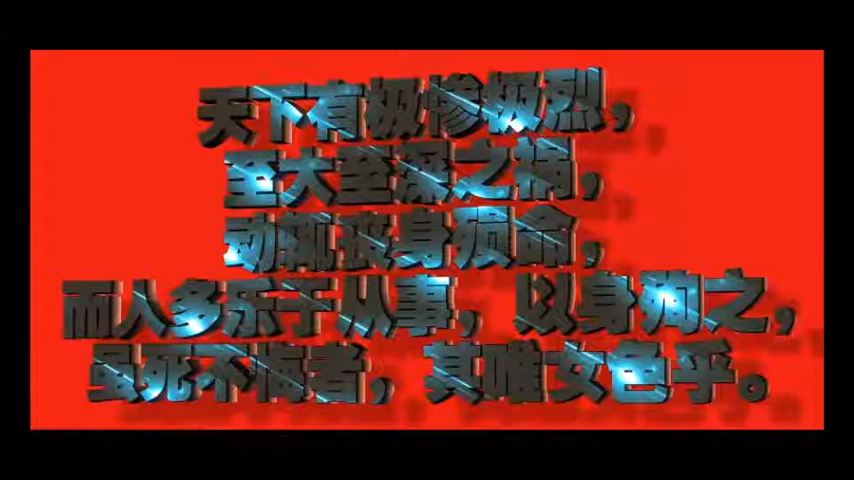 天下有极惨极烈，
至大至深之祸，
动辄丧身殒命，
而人多乐于从事，以身殉之，
虽死不悔者，其唯女色乎。